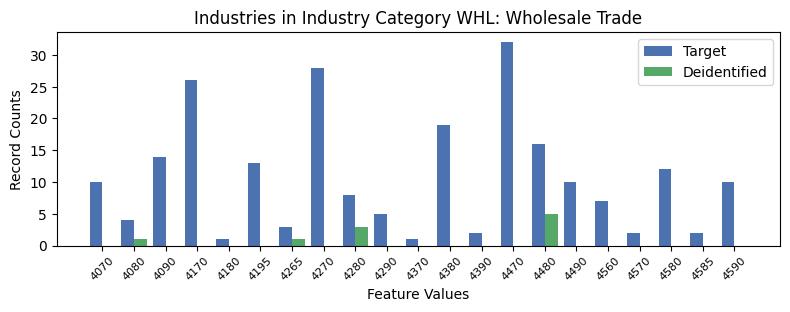 Industries in Industry Category WHL: Wholesale Trade
Target
Deidentified
Record Counts
30
25
20
15
10
5
0
4070 4080 4090 4170 4180 4195 4265 4270 4280 4290 4370 4380 4390 4470 4480 4490 4560 4570 4580 4585 4590
Feature Values